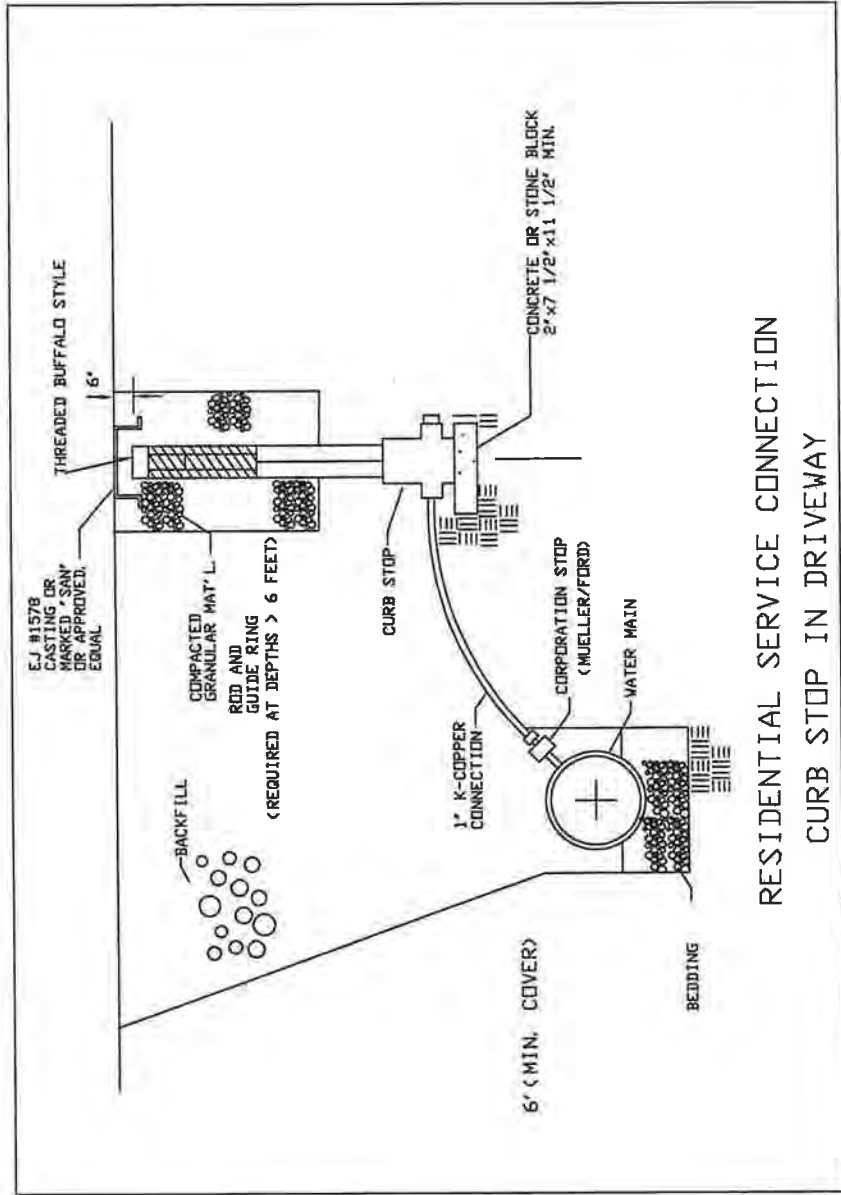 EJ #1578
CASTING OR
MARKED "SAN"
OR APPROVED
EQUAL
THREADED BUFFALO STYLE
6"
COMPACTED
GRANULAR MAT'L.
ROD AND
GUIDE RING
(REQUIRED AT DEPTHS > 6 FEET)
BACKFILL
CURB STOP
CONCRETE OR STONE BLOCK
2"x7 1/2"x11 1/2" MIN.
1" K-COPPER
CONNECTION
CORPORATION STOP
(MUELLER/FORD)
WATER MAIN
6' (MIN. COVER)
BEDDING
RESIDENTIAL SERVICE CONNECTION
CURB STOP IN DRIVEWAY